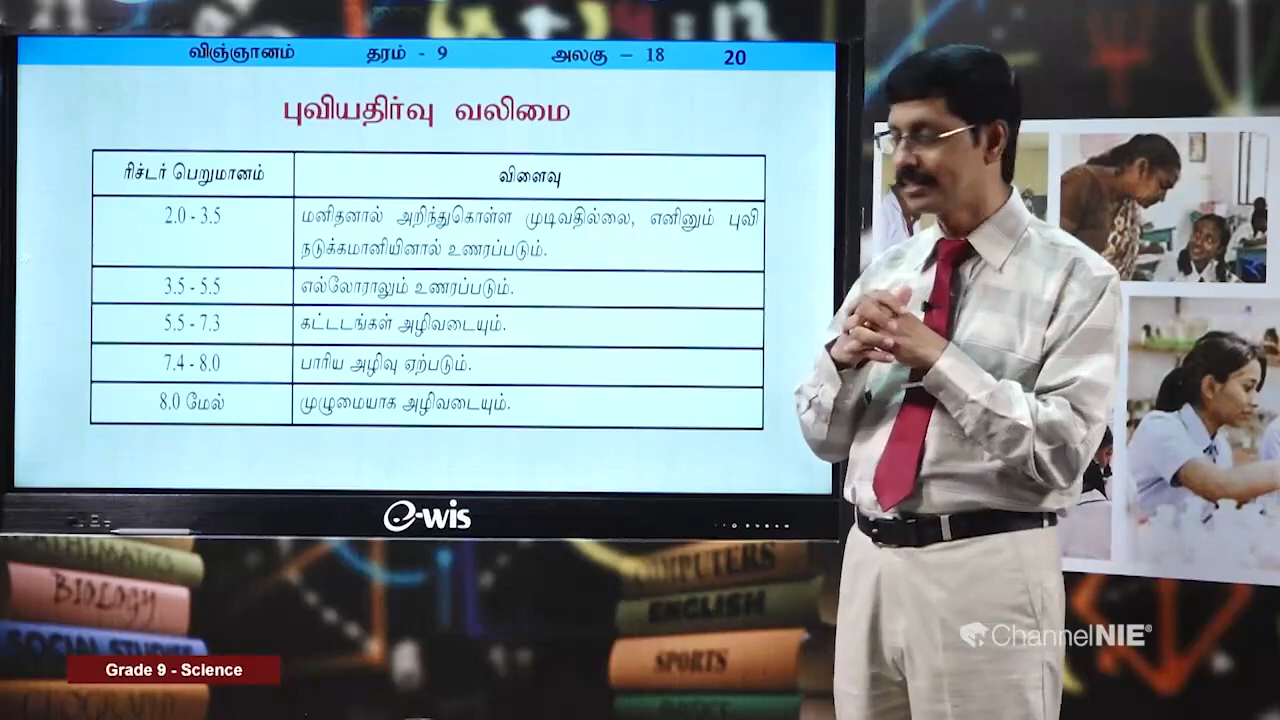 விஞ்ஞானம் தரம் - 9 அலகு – 18 20
புவியதிர்வு வலிமை
ரிச்டர் பெறுமானம் விளைவு
2.0 - 3.5 மனிதனால் அறிந்துகொள்ள முடிவதில்லை, எனினும் புவி
நடுக்கமானியினால் உணரப்படும்.
3.5 - 5.5 எல்லோராலும் உணரப்படும்.
5.5 - 7.3 கட்டடங்கள் அழிவடையும்.
7.4 - 8.0 பாரிய அழிவு ஏற்படும்.
8.0 மேல் முழுமையாக அழிவடையும்.
e-wis
MATHEMATICS
BIOLOGY
SOCIAL STUDIES
COMPUTERS
ENGLISH
SPORTS
Grade 9 - Science
ChannelNIE®